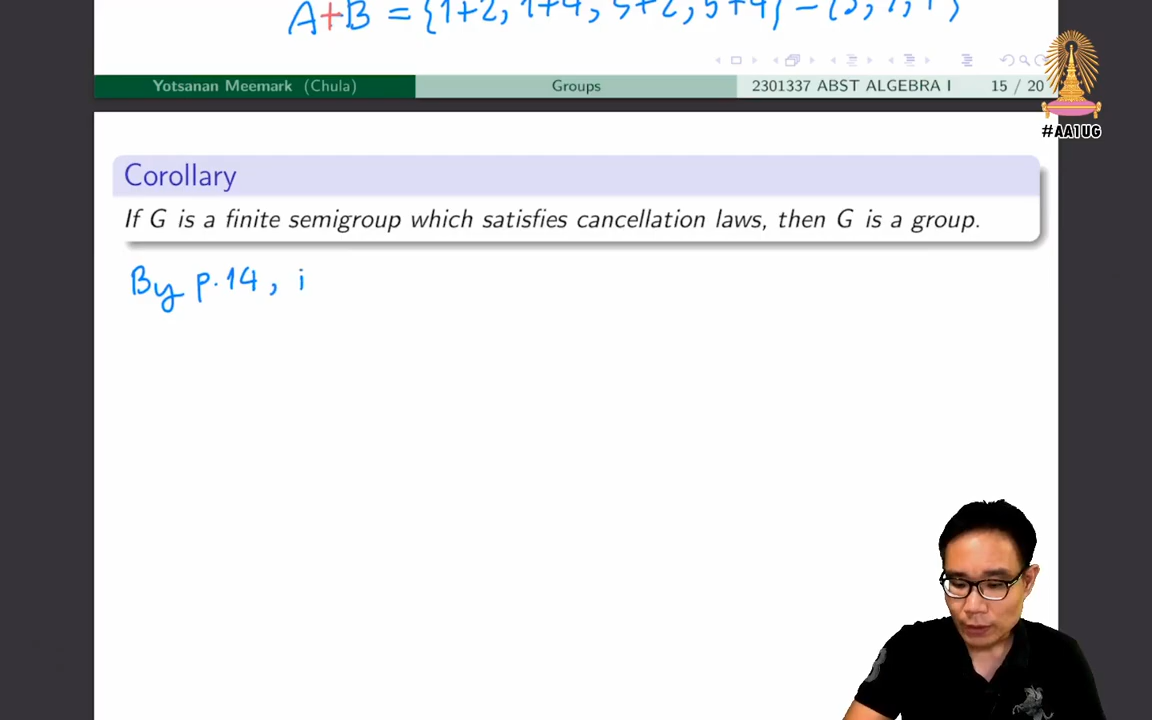 A+B = {1+2, 1+4, 5+2, 5+4}
Yotsanan Meemark (Chula) Groups 2301337 ABST ALGEBRA I 15 / 20
#AA1UG
Corollary
If G is a finite semigroup which satisfies cancellation laws, then G is a group.
By p.14, i